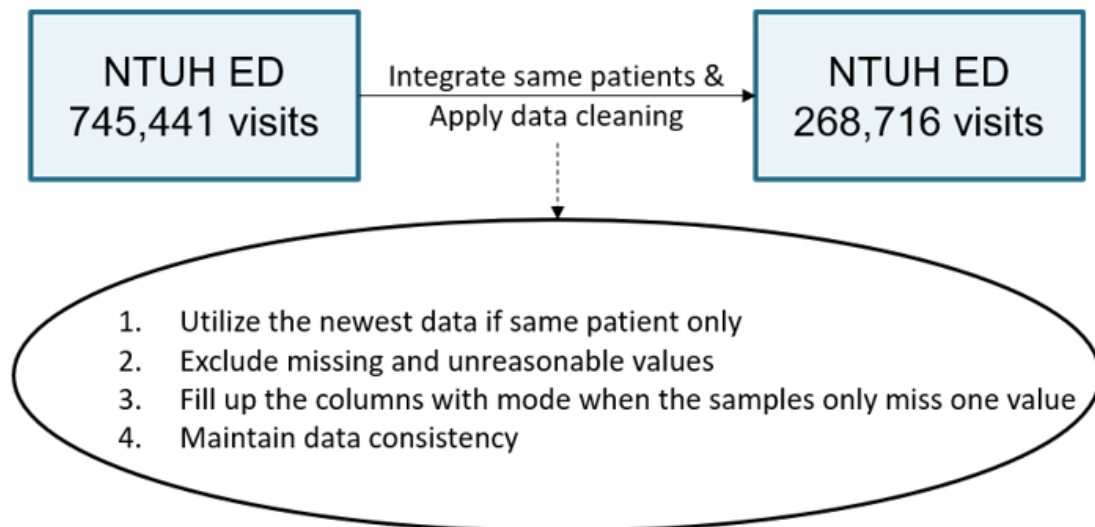 NTUH ED
745,441 visits
Integrate same patients &
Apply data cleaning
NTUH ED
268,716 visits
1. Utilize the newest data if same patient only
2. Exclude missing and unreasonable values
3. Fill up the columns with mode when the samples only miss one value
4. Maintain data consistency